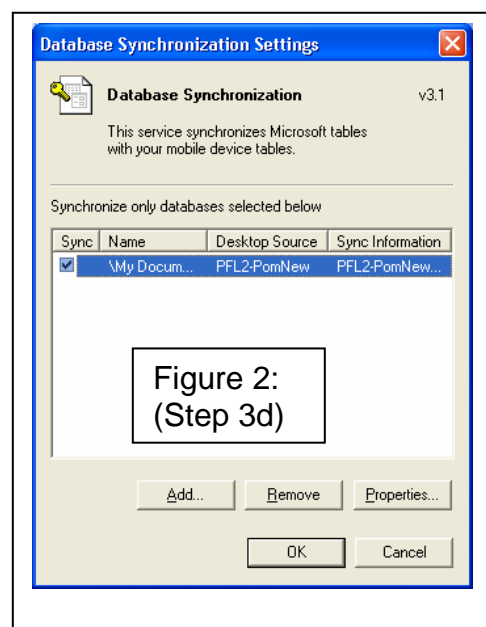 Database Synchronization Settings
Database Synchronization v3.1
This service synchronizes Microsoft tables
with your mobile device tables.
Synchronize only databases selected below
Sync Name Desktop Source Sync Information
\My Docum... PFL2-PomNew PFL2-PomNew...
Figure 2:
(Step 3d)
Add... Remove Properties...
OK Cancel